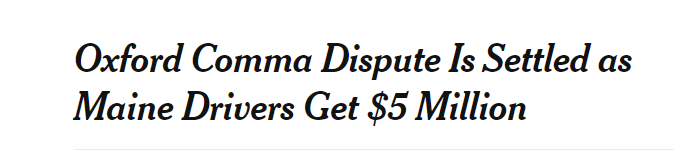 Oxford Comma Dispute Is Settled as
Maine Drivers Get $5 Million